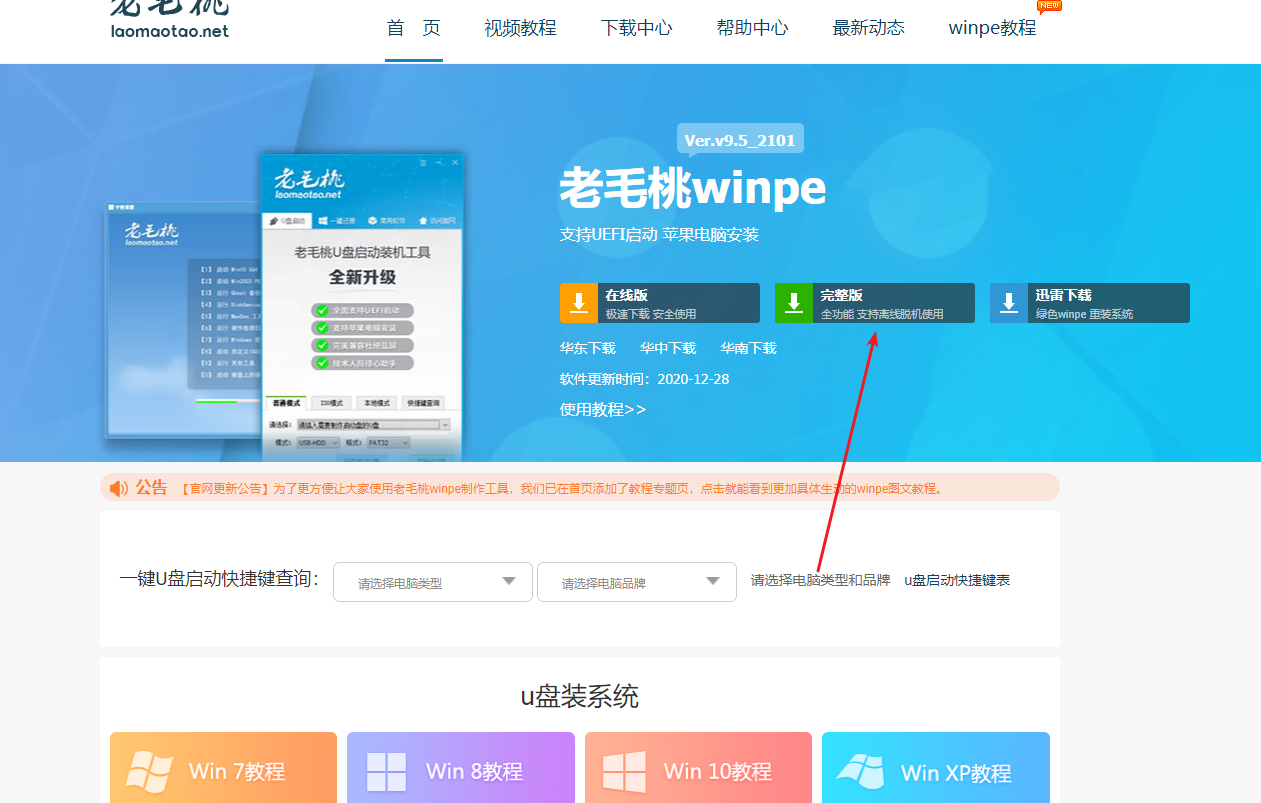 老毛桃
laomaotao.net
首 页 视频教程 下载中心 帮助中心 最新动态 winpe教程 NEW
Ver.v9.5_2101
老毛桃winpe
支持UEFI启动 苹果电脑安装
在线版
极速下载 安全使用
完整版
全功能 支持离线脱机使用
迅雷下载
绿色winpe 重装系统
华东下载 华中下载 华南下载
软件更新时间：2020-12-28
使用教程>>
老毛桃
laomaotao.net
老毛桃
laomaotao.net
U盘启动
老毛桃U盘启动装机工具
全新升级
全面支持UEFI启动
支持苹果电脑安装
完美兼容杜绝蓝屏
技术人员贴心助手
普通模式 ISO模式 本地模式 快捷键查询
请选择： 请插入需要制作启动盘的U盘
模式： USB-HDD 格式： FAT32
公告 【官网更新公告】为了更方便让大家使用老毛桃winpe制作工具，我们已在首页添加了教程专题页，点击就能看到更加具体生动的winpe图文教程。
一键U盘启动快捷键查询： 请选择电脑类型 请选择电脑品牌 请选择电脑类型和品牌 u盘启动快捷键表
u盘装系统
Win 7教程 Win 8教程 Win 10教程 Win XP教程